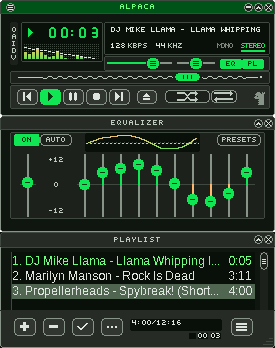 ALPACA
OAIDV
00:03
DJ MIKE LLAMA - LLAMA WHIPPING
128 KBPS 44 KHZ MONO STEREO
EQ PL
EQUALIZER
ON AUTO PRESETS
+12
0
-12
PLAYLIST
1. DJ Mike Llama - Llama Whipping I... 0:05
2. Marilyn Manson - Rock Is Dead 3:11
3. Propellerheads - Spybreak! (Short... 4:00
4:00/12:16
00:03